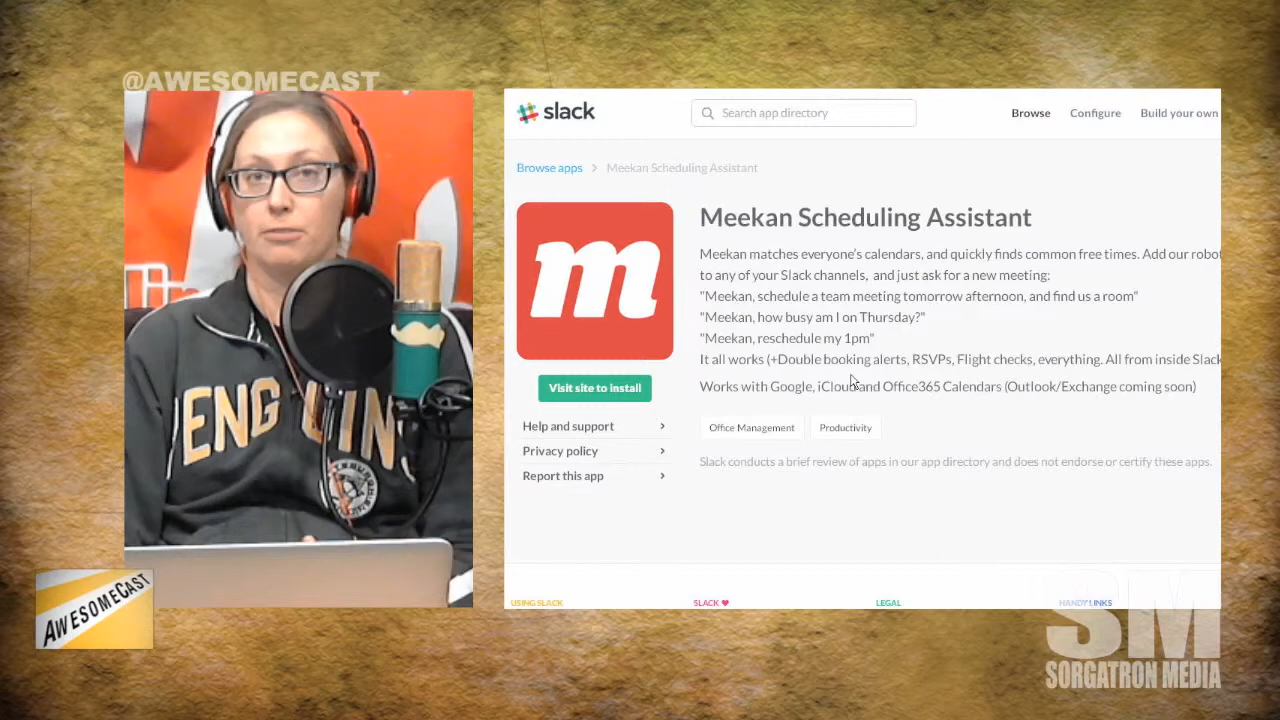 @AWESOMECAST
slack
Search app directory
Browse
Configure
Build your own
Browse apps
Meekan Scheduling Assistant
m
Meekan Scheduling Assistant
Meekan matches everyone's calendars, and quickly finds common free times. Add our robot
to any of your Slack channels, and just ask for a new meeting:
"Meekan, schedule a team meeting tomorrow afternoon, and find us a room"
"Meekan, how busy am I on Thursday?"
"Meekan, reschedule my 1pm"
It all works (+Double booking alerts, RSVPs, Flight checks, everything. All from inside Slack
Works with Google, iCloud and Office365 Calendars (Outlook/Exchange coming soon)
Visit site to install
Help and support
Privacy policy
Report this app
Office Management
Productivity
Slack conducts a brief review of apps in our app directory and does not endorse or certify these apps.
USING SLACK
SLACK ♥
LEGAL
HANDY LINKS
AWESOMECAST
SM
SORGATRON MEDIA